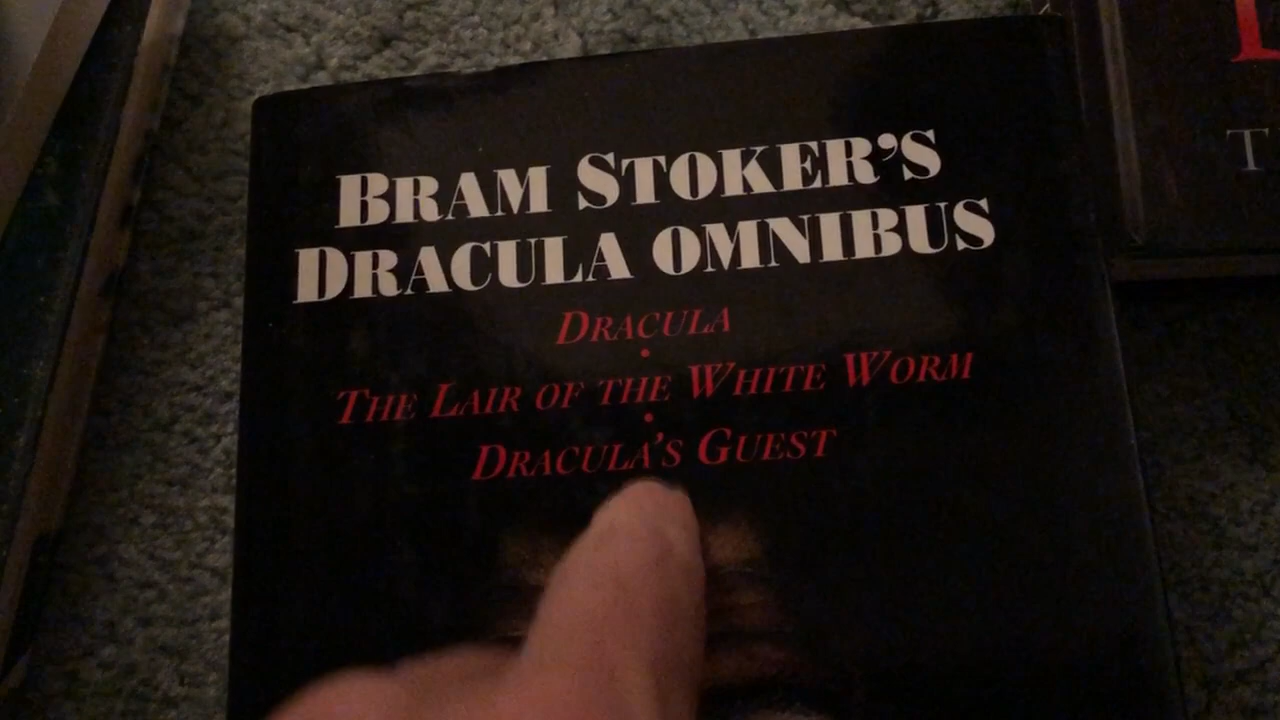 BRAM STOKER'S
DRACULA OMNIBUS
DRACULA
•
THE LAIR OF THE WHITE WORM
•
DRACULA'S GUEST